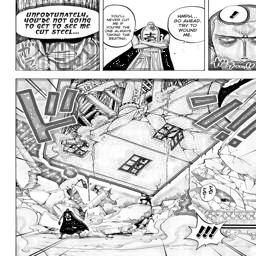 UNFORTUNATELY,
YOU'RE NOT GOING
TO GET TO SEE ME
CUT STEEL...
YOU'LL
NEVER CUT
ME IF
YOU'RE THE
ONE ALWAYS
TAKING THE
BEATING.
HMPH...
GO AHEAD.
TRY TO
WOUND
ME.
!!!